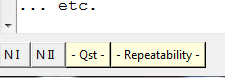 ... etc.
N I N II - Qst - - Repeatability -